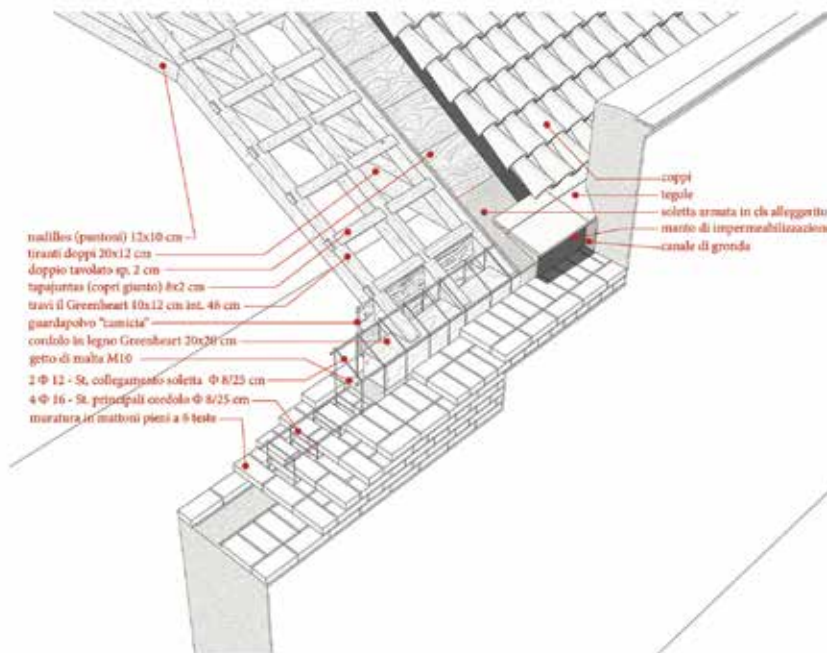 nudillos (puntoni) 12x10 cm
tiranti doppi 20x12 cm
doppio tavolato sp. 2 cm
tapajuntas (copri giunto) 8x2 cm
travi il Greenheart 10x12 cm int. 46 cm
guardapolvo "camicia"
cordolo in legno Greenheart 20x20 cm
getto di malta M10
2 Φ 12 - St. collegamento soletta Φ 8/25 cm
4 Φ 16 - St. principali cordolo Φ 8/25 cm
muratura in mattoni pieni a 6 teste
coppi
tegole
soletta armata in cls alleggerito
manto di impermeabilizzazione
canale di gronda